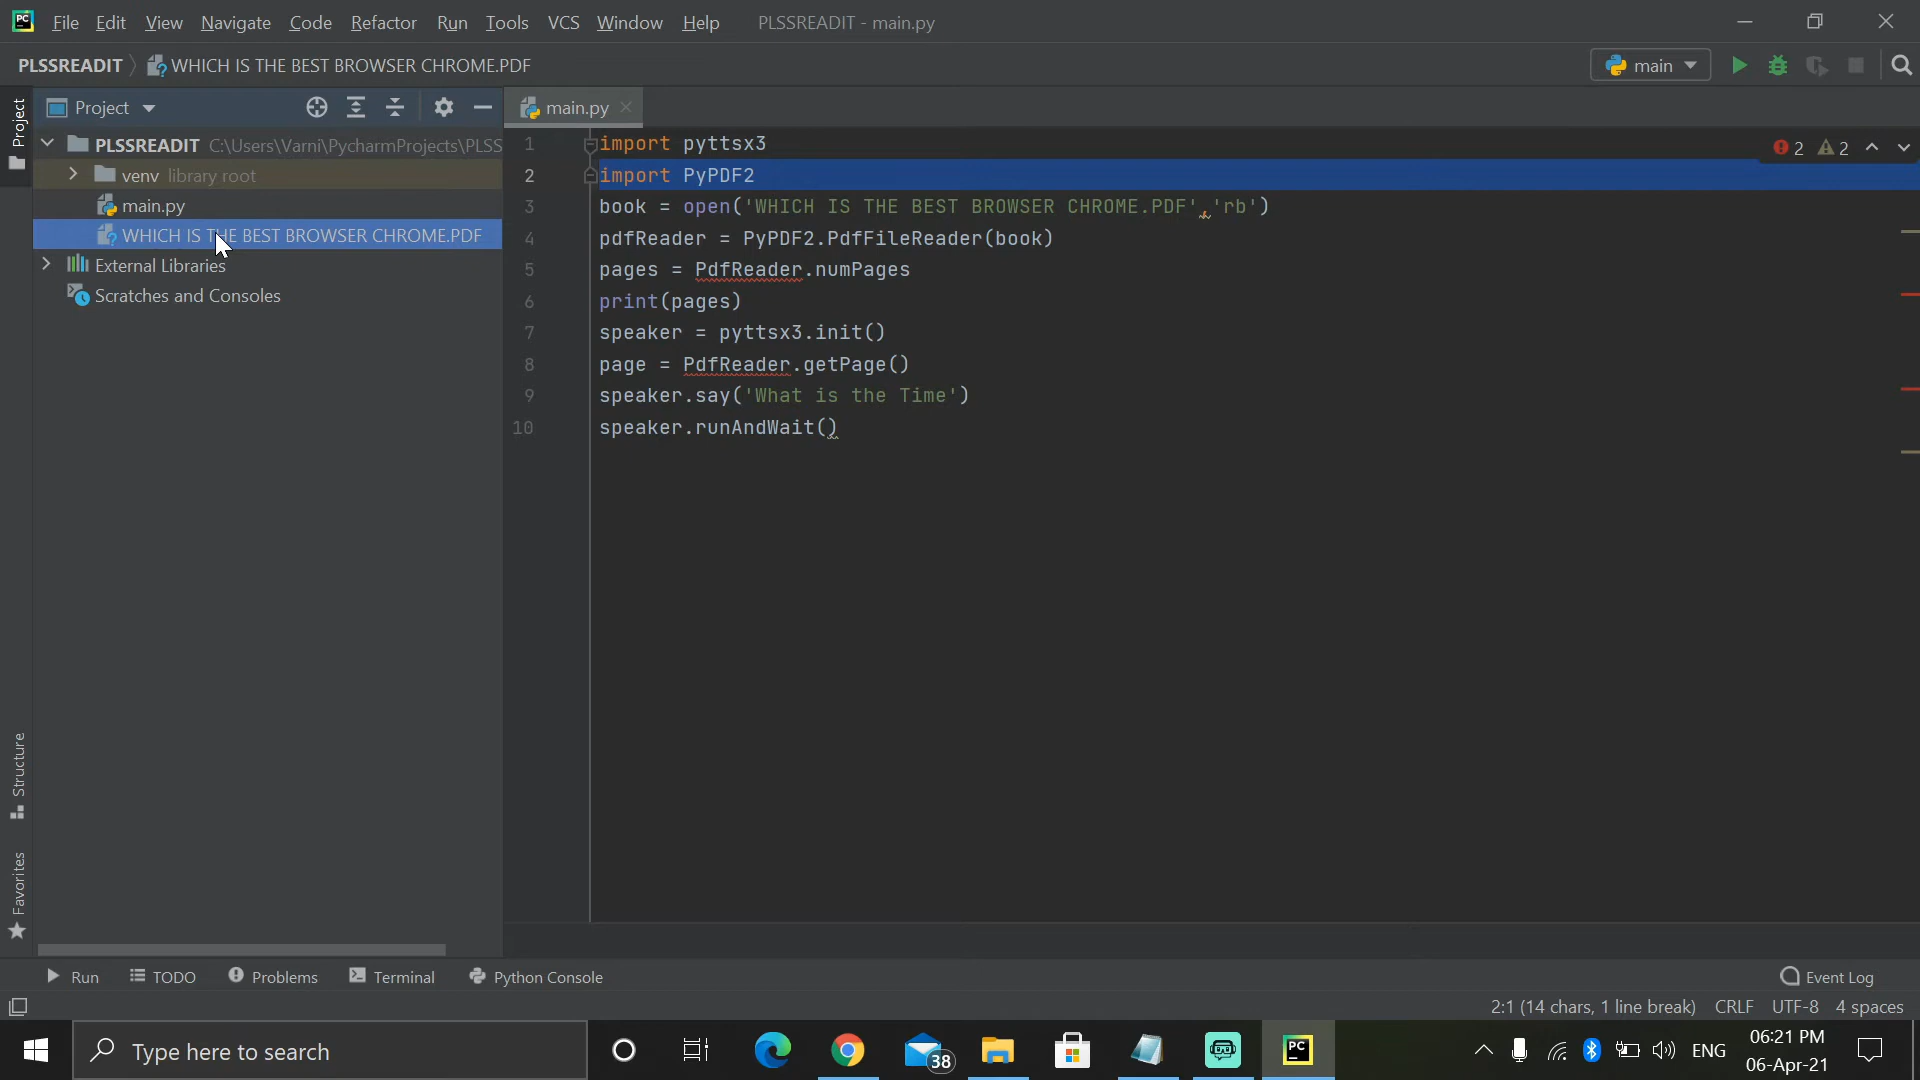 PC File Edit View Navigate Code Refactor Run Tools VCS Window Help PLSSREADIT - main.py
PLSSREADIT WHICH IS THE BEST BROWSER CHROME.PDF main
Project
Project
main.py
PLSSREADIT C:\Users\Varni\PycharmProjects\PLSS
venv library root
main.py
WHICH IS THE BEST BROWSER CHROME.PDF
External Libraries
Scratches and Consoles
1 import pyttsx3
2 import PyPDF2
3 book = open('WHICH IS THE BEST BROWSER CHROME.PDF','rb')
4 pdfReader = PyPDF2.PdfFileReader(book)
5 pages = PdfReader.numPages
6 print(pages)
7 speaker = pyttsx3.init()
8 page = PdfReader.getPage()
9 speaker.say('What is the Time')
10 speaker.runAndWait()
2 2
Structure
Favorites
Run TODO Problems Terminal Python Console Event Log
2:1 (14 chars, 1 line break) CRLF UTF-8 4 spaces
Type here to search 38 PC ENG
06:21 PM
06-Apr-21